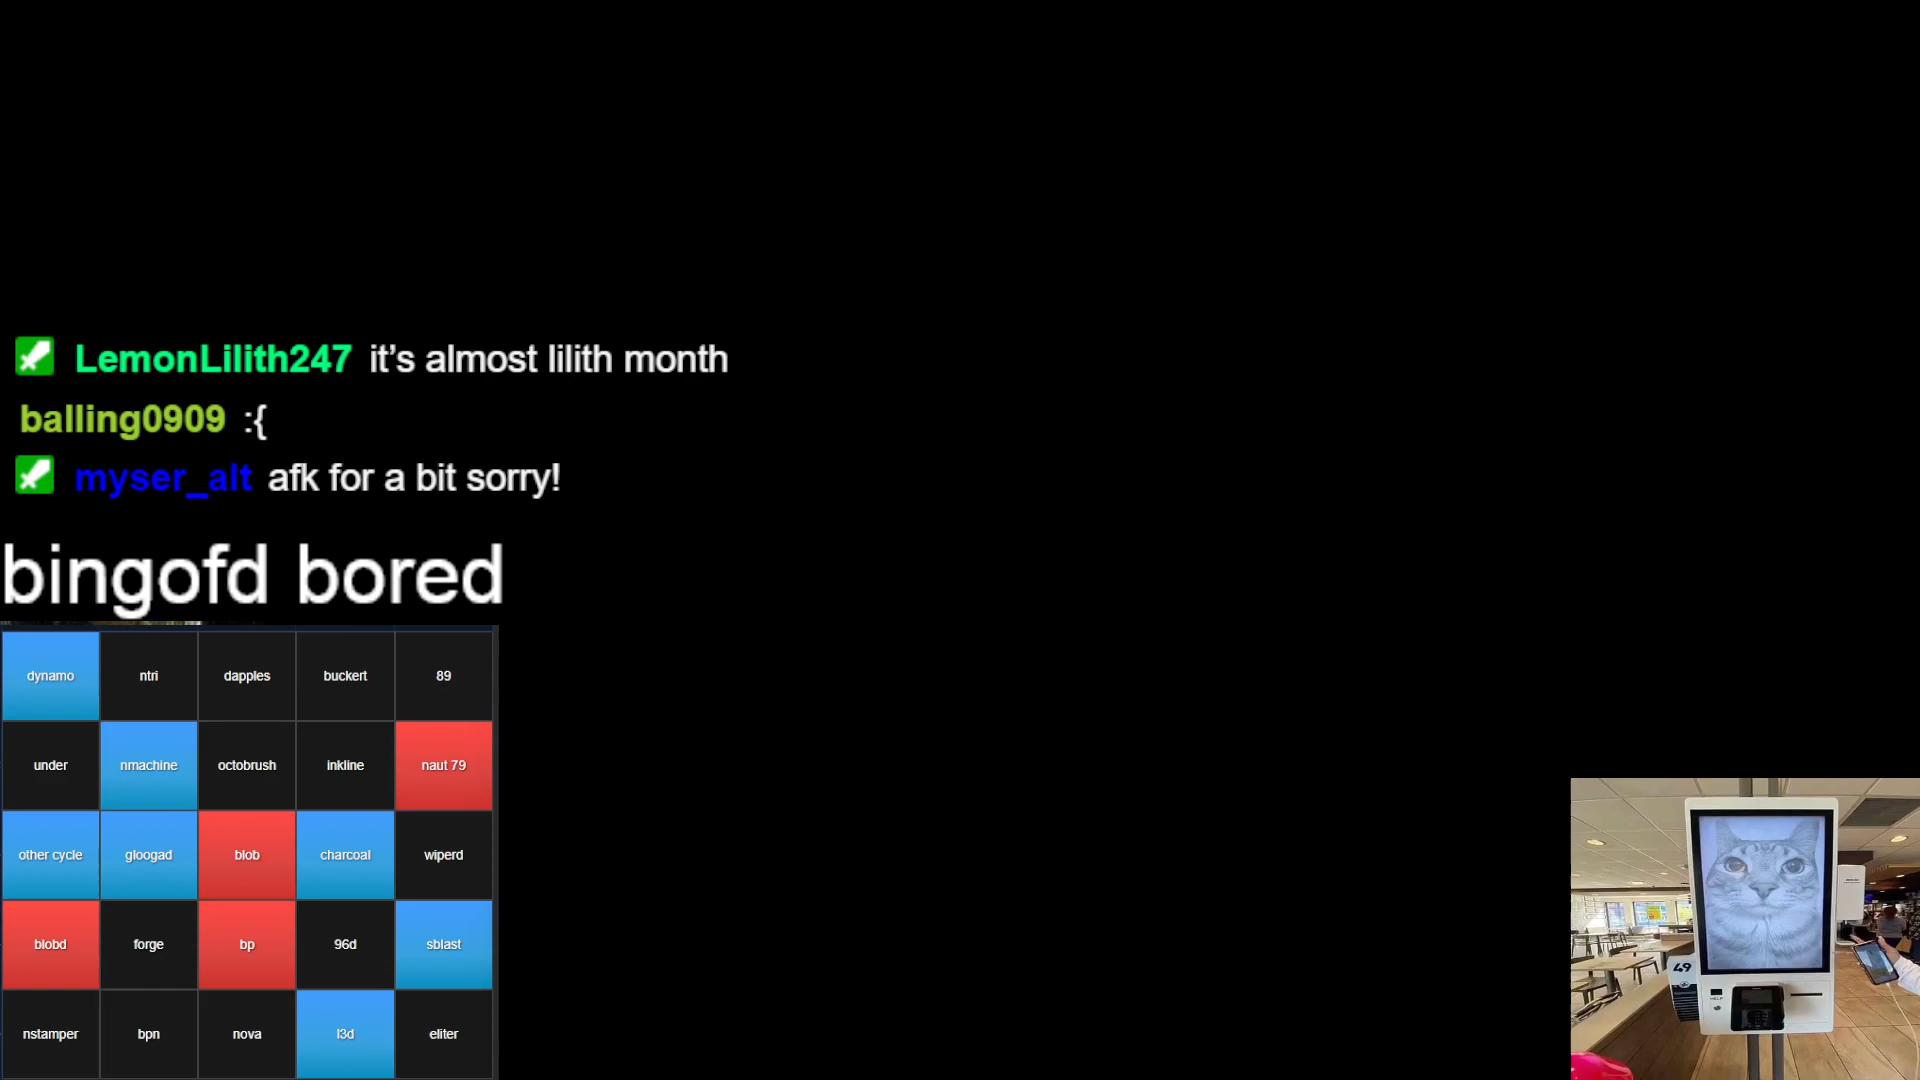 LemonLilith247 it's almost lilith month
balling0909 :{
myser_alt afk for a bit sorry!
bingofd bored
dynamo ntri dapples buckert 89
under nmachine octobrush inkline naut 79
other cycle gloogad blob charcoal wiperd
blobd forge bp 96d sblast
nstamper bpn nova l3d eliter
49
HELP